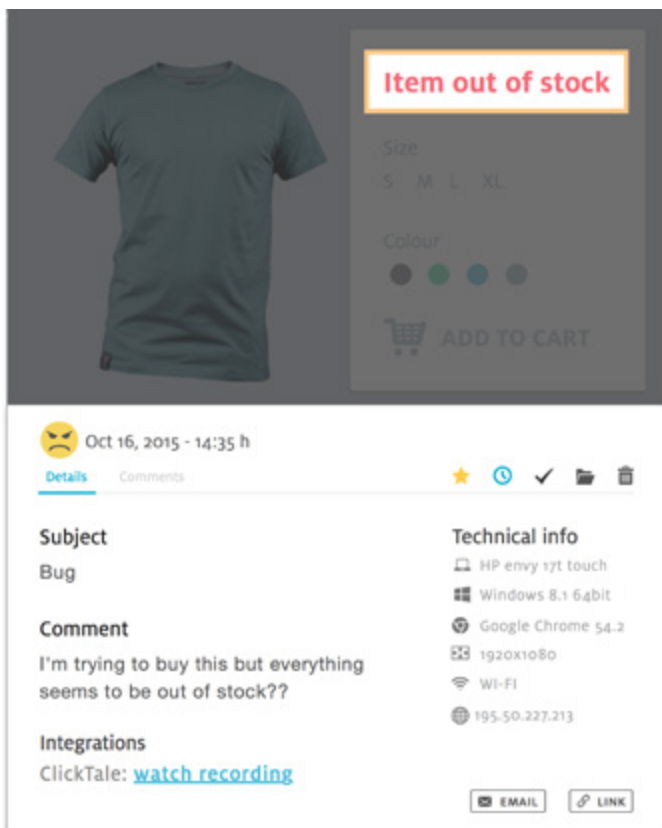 Item out of stock
Size
S M L XL
Colour
ADD TO CART
Oct 16, 2015 - 14:35 h
Details Comments
Subject
Bug
Comment
I'm trying to buy this but everything
seems to be out of stock??
Integrations
ClickTale: watch recording
Technical info
HP envy 17t touch
Windows 8.1 64bit
Google Chrome 54.2
1920x1080
WI-FI
195.50.227.213
EMAIL LINK